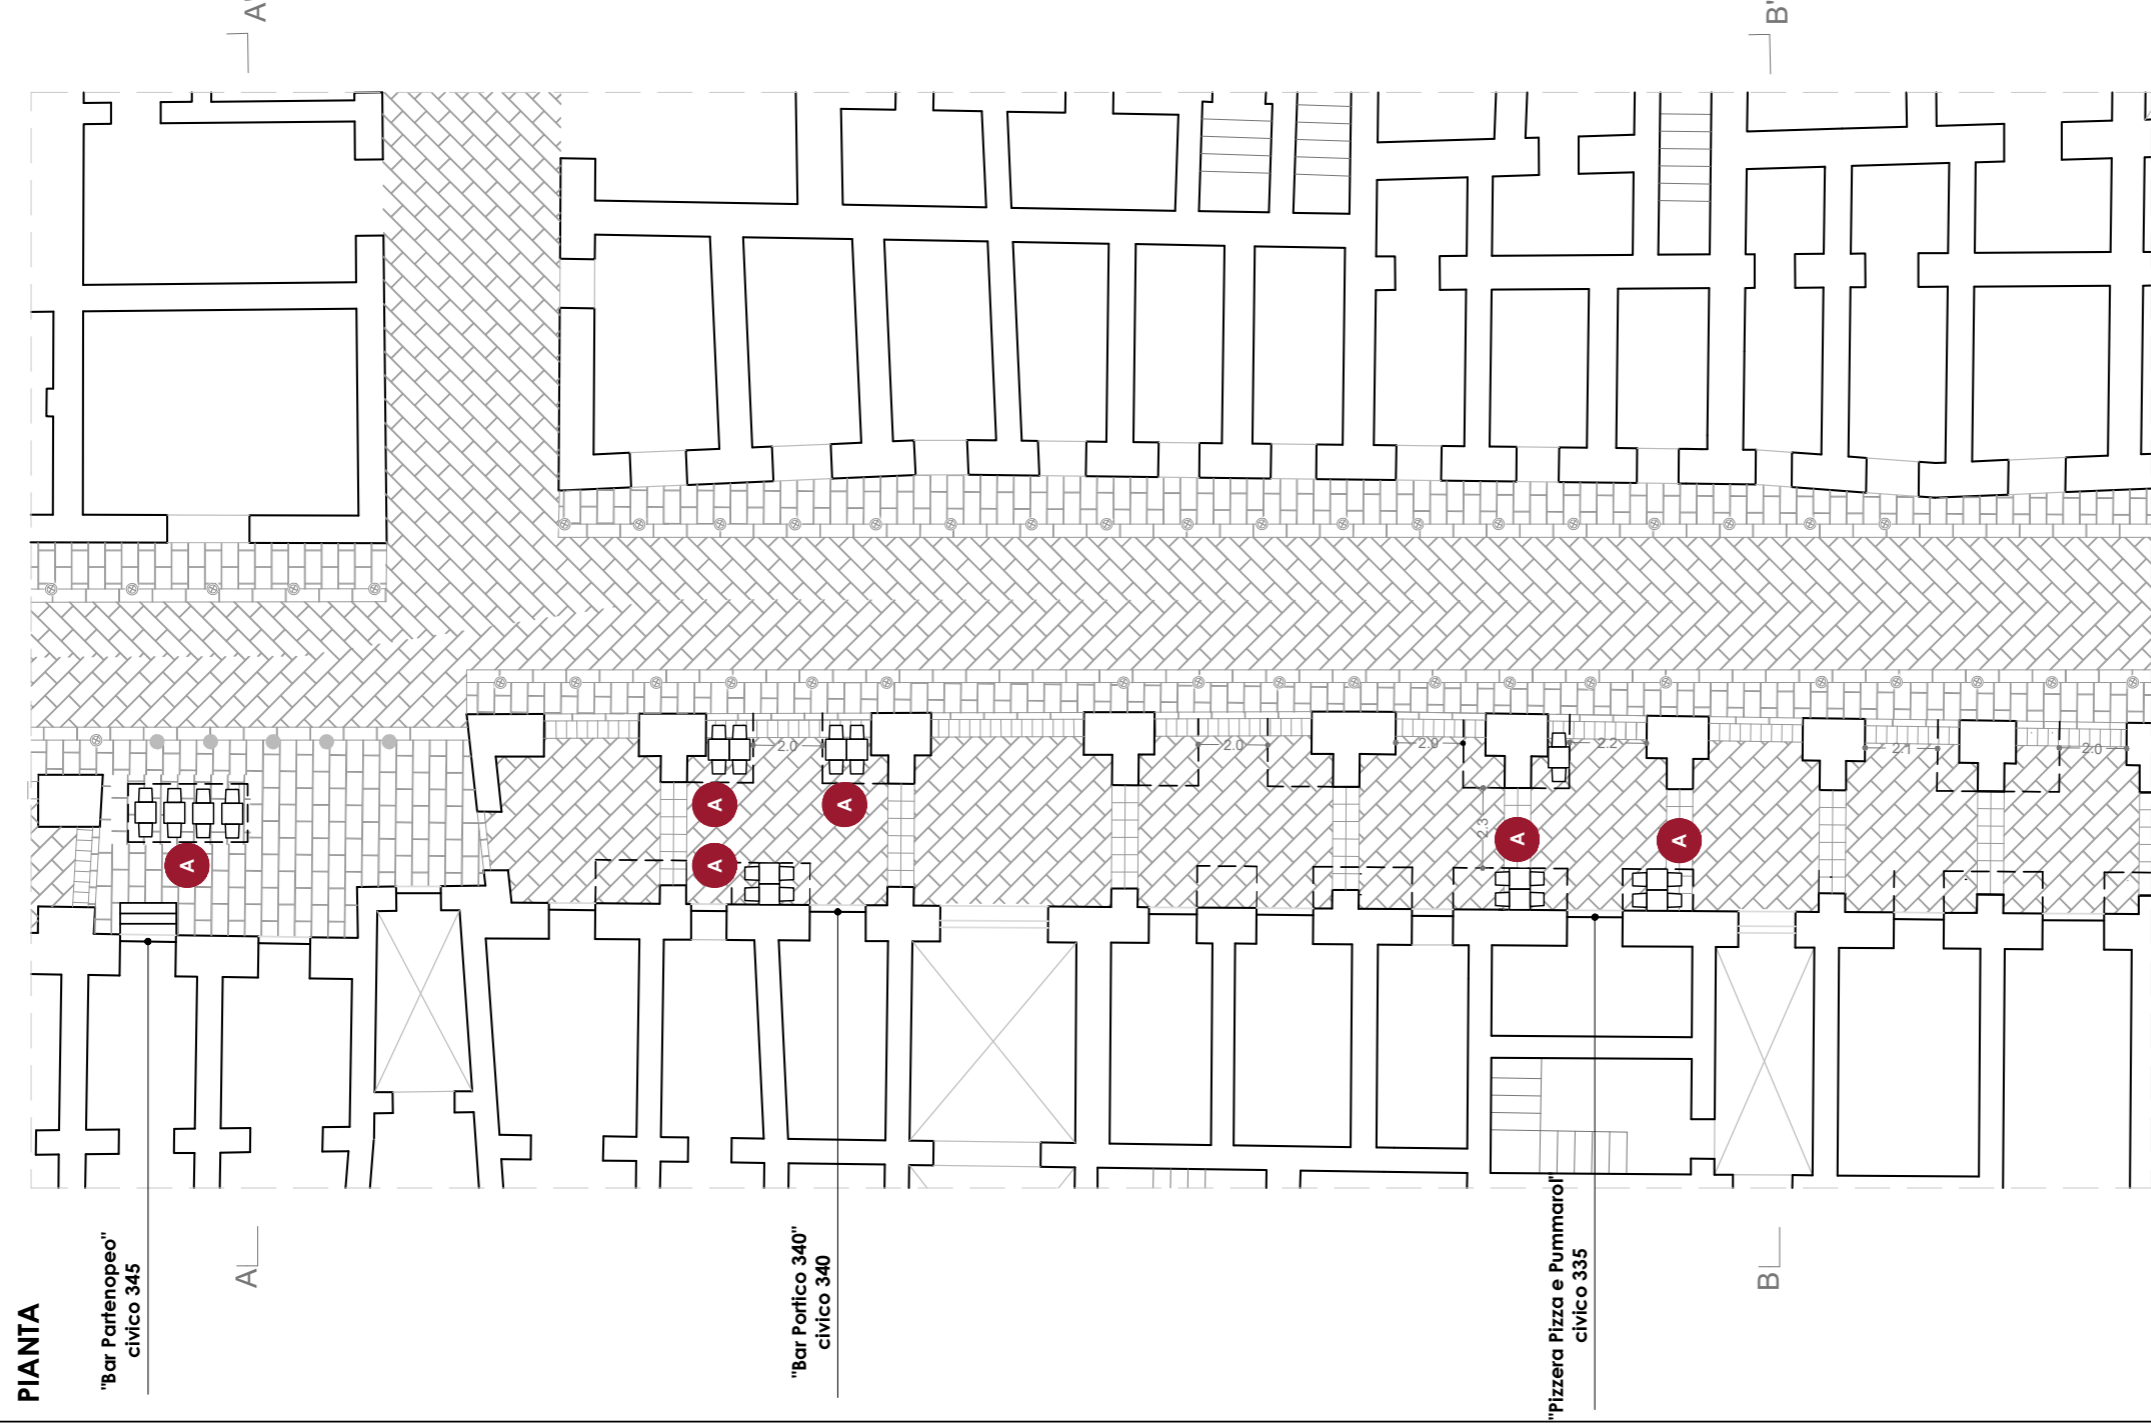 PIANTA
A'
B'
2.0
2.0
2.0
2.2
2.1
2.0
2.3
A
A
A
A
A
A
"Bar Partenopeo"
civico 345
"Bar Portico 340"
civico 340
"Pizzera Pizza e Pummarol"
civico 335
A
B